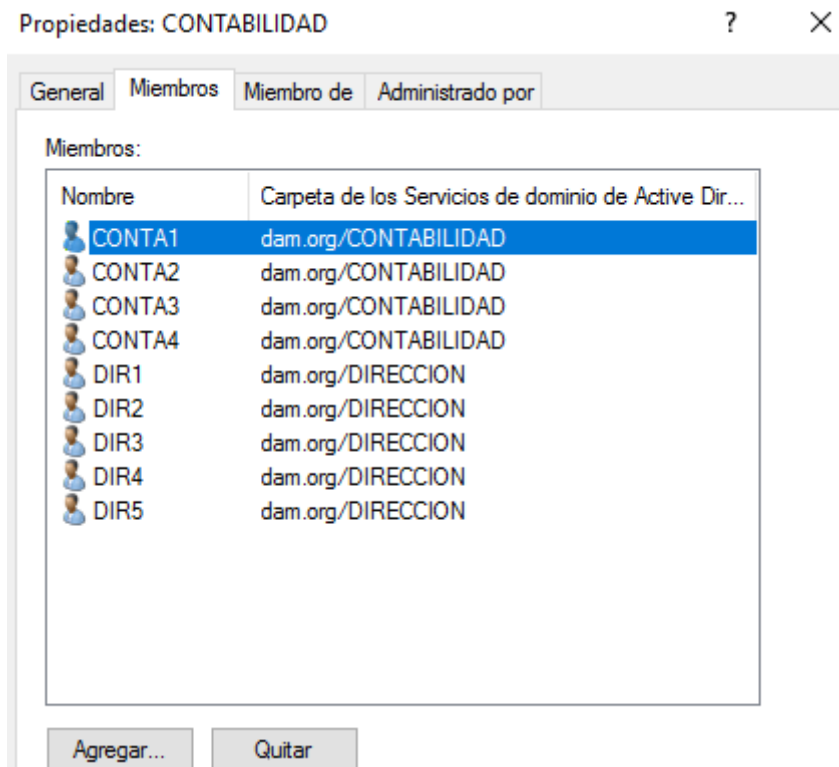 Propiedades: CONTABILIDAD ? ×
General Miembros Miembro de Administrado por
Miembros:
Nombre Carpeta de los Servicios de dominio de Active Dir...
CONTA1 dam.org/CONTABILIDAD
CONTA2 dam.org/CONTABILIDAD
CONTA3 dam.org/CONTABILIDAD
CONTA4 dam.org/CONTABILIDAD
DIR1 dam.org/DIRECCION
DIR2 dam.org/DIRECCION
DIR3 dam.org/DIRECCION
DIR4 dam.org/DIRECCION
DIR5 dam.org/DIRECCION
Agregar... Quitar